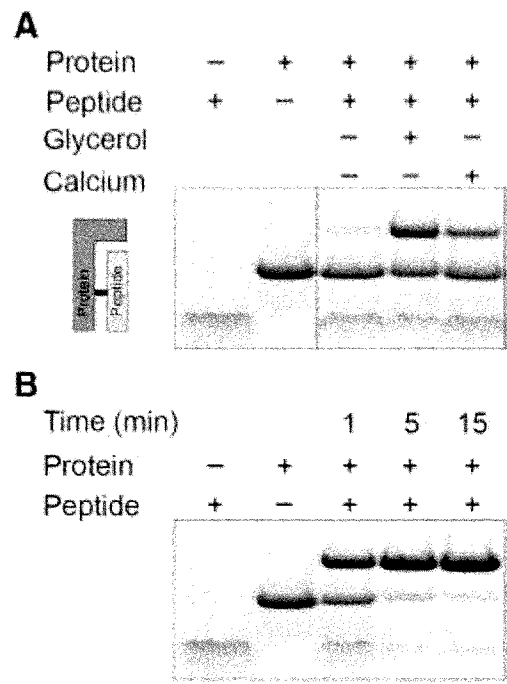 A
Protein − + + + +
Peptide + − + + +
Glycerol − + −
Calcium − − +
Protein
Peptide
B
Time (min) 1 5 15
Protein − + + + +
Peptide + − + + +